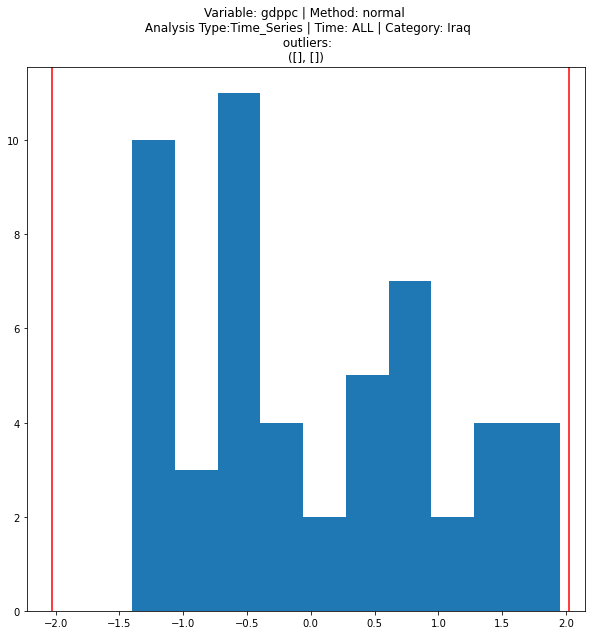 Variable: gdppc | Method: normal
Analysis Type:Time_Series | Time: ALL | Category: Iraq
outliers:
([], [])
10
8
6
4
2
0
−2.0 −1.5 −1.0 −0.5 0.0 0.5 1.0 1.5 2.0